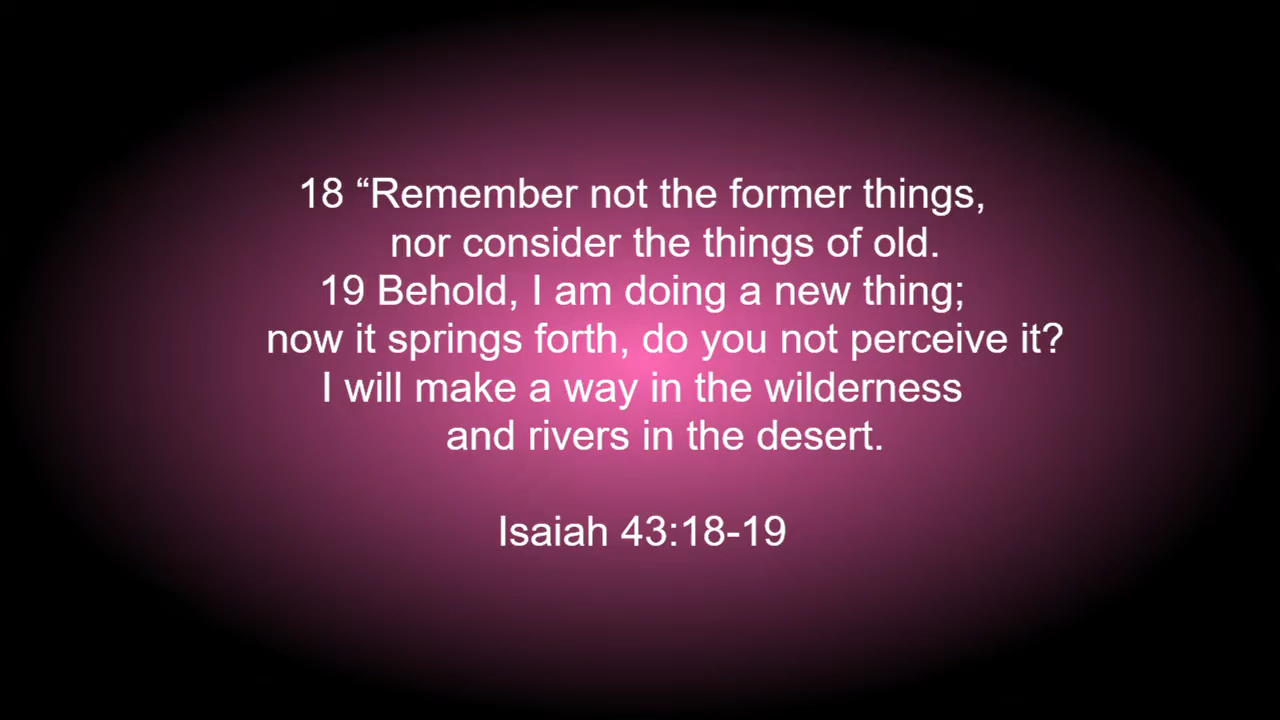 18 “Remember not the former things,
nor consider the things of old.
19 Behold, I am doing a new thing;
now it springs forth, do you not perceive it?
I will make a way in the wilderness
and rivers in the desert.
Isaiah 43:18-19